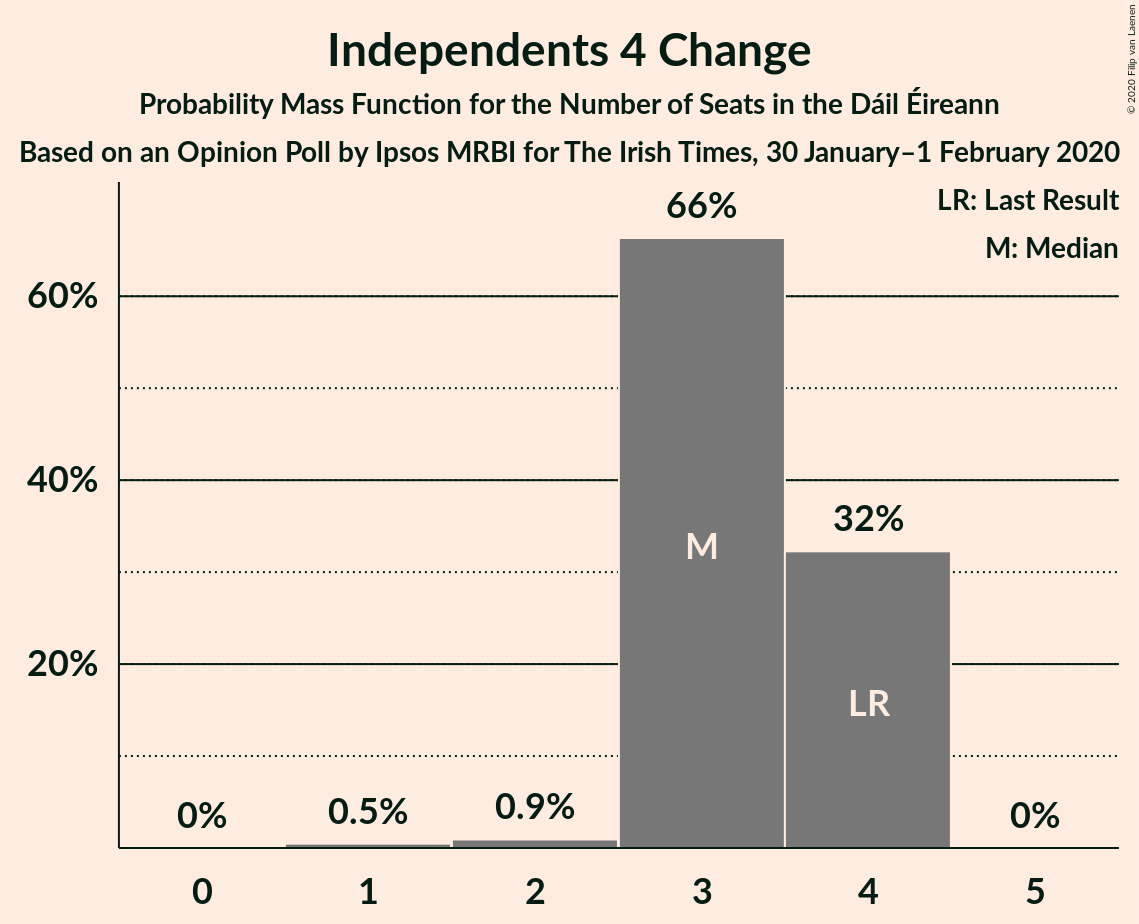 Independents 4 Change
Probability Mass Function for the Number of Seats in the Dáil Éireann
Based on an Opinion Poll by Ipsos MRBI for The Irish Times, 30 January–1 February 2020
© 2020 Filip van Laenen
LR: Last Result
M: Median
60%
40%
20%
0%
0.5%
0.9%
66%
32%
0%
M
LR
0 1 2 3 4 5